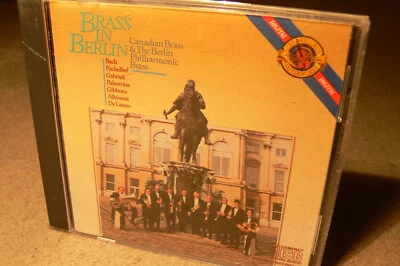 BRASS
IN
BERLIN
Canadian Brass
& The Berlin
Philharmonic
Brass
Bach
Pachelbel
Gabrieli
Palestrina
Gibbons
Albinoni
De Lassus
DIGITAL
DIGITAL